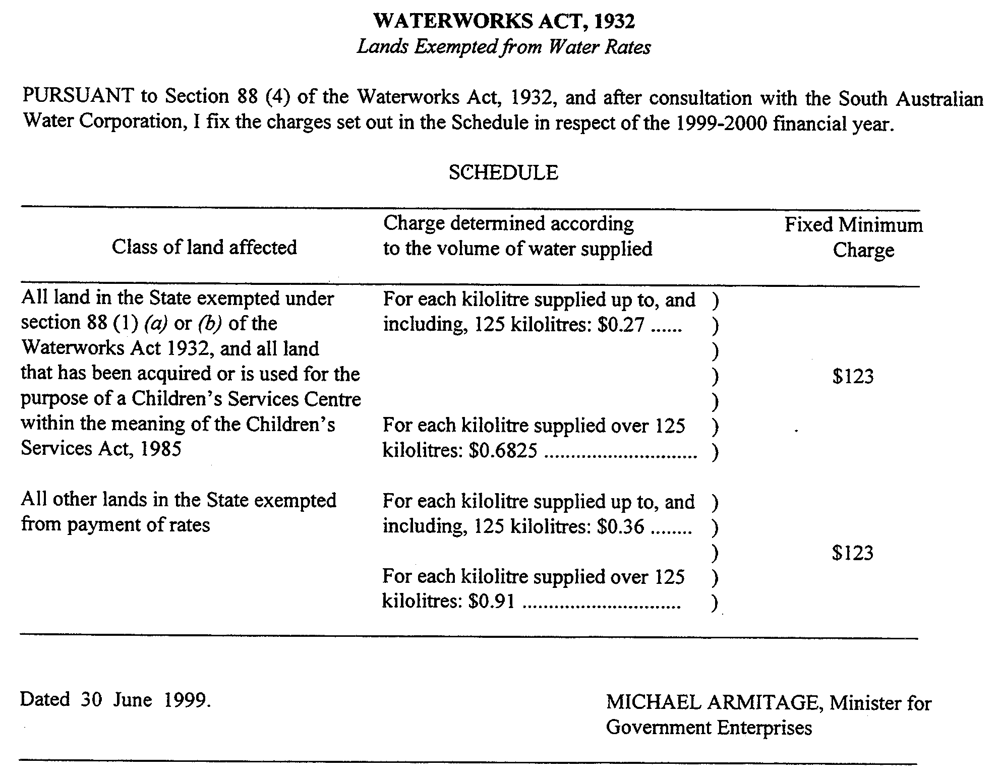 WATERWORKS ACT, 1932
Lands Exempted from Water Rates
PURSUANT to Section 88 (4) of the Waterworks Act, 1932, and after consultation with the South Australian
Water Corporation, I fix the charges set out in the Schedule in respect of the 1999-2000 financial year.
SCHEDULE
Class of land affected
Charge determined according
to the volume of water supplied
Fixed Minimum
Charge
All land in the State exempted under
section 88 (1) (a) or (b) of the
Waterworks Act 1932, and all land
that has been acquired or is used for the
purpose of a Children's Services Centre
within the meaning of the Children's
Services Act, 1985
For each kilolitre supplied up to, and )
including, 125 kilolitres: $0.27 ...... )
)
)
)
For each kilolitre supplied over 125 )
kilolitres: $0.6825 ............................. )
$123
All other lands in the State exempted
from payment of rates
For each kilolitre supplied up to, and )
including, 125 kilolitres: $0.36 ........ )
)
For each kilolitre supplied over 125 )
kilolitres: $0.91 .............................. )
$123
Dated 30 June 1999.
MICHAEL ARMITAGE, Minister for
Government Enterprises